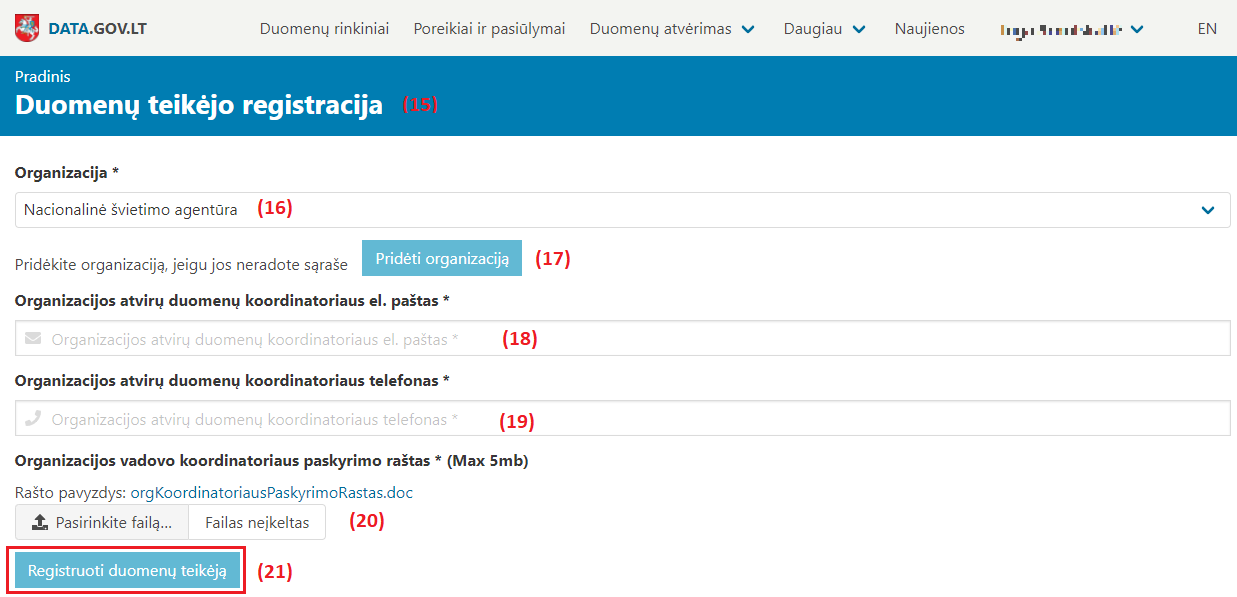 DATA.GOV.LT Duomenų rinkiniai Poreikiai ir pasiūlymai Duomenų atvėrimas Daugiau Naujienos EN
Pradinis
Duomenų teikėjo registracija (15)
Organizacija *
Nacionalinė švietimo agentūra (16)
Pridėkite organizaciją, jeigu jos neradote sąraše Pridėti organizaciją (17)
Organizacijos atvirų duomenų koordinatoriaus el. paštas *
Organizacijos atvirų duomenų koordinatoriaus el. paštas * (18)
Organizacijos atvirų duomenų koordinatoriaus telefonas *
Organizacijos atvirų duomenų koordinatoriaus telefonas * (19)
Organizacijos vadovo koordinatoriaus paskyrimo raštas * (Max 5mb)
Rašto pavyzdys: orgKoordinatoriausPaskyrimoRastas.doc
Pasirinkite failą... Failas neįkeltas (20)
Registruoti duomenų teikėją (21)